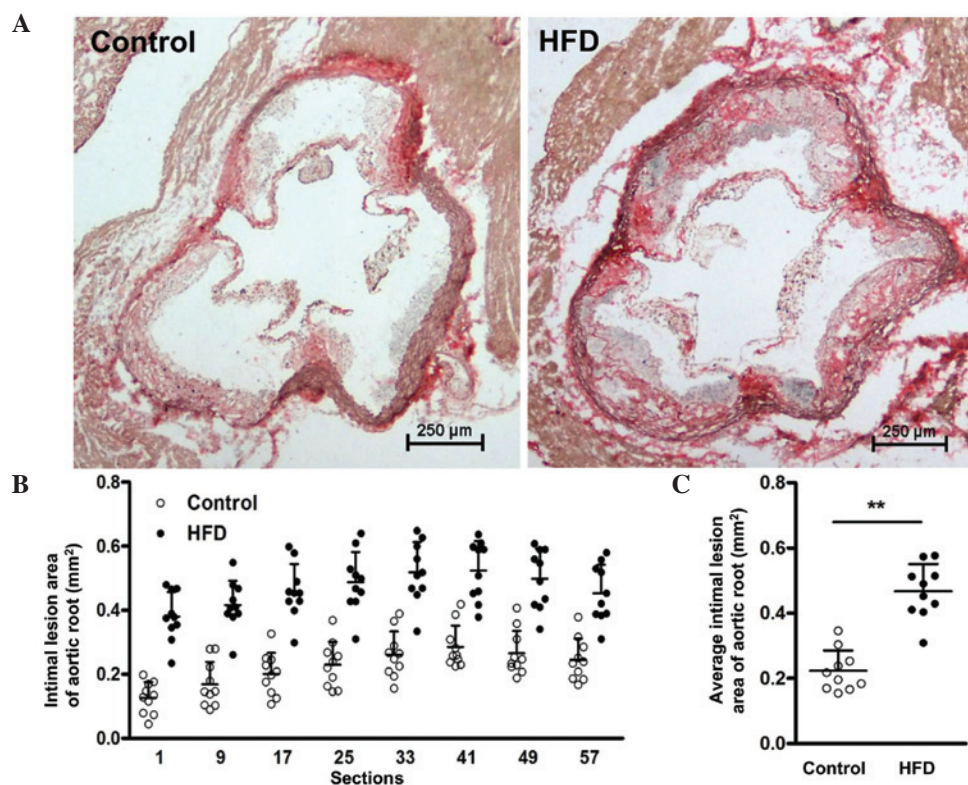 A
Control
HFD
250 µm
250 µm
B
Control
HFD
Intimal lesion area
of aortic root (mm²)
0.8
0.6
0.4
0.2
0.0
1 9 17 25 33 41 49 57
Sections
C
**
Average intimal lesion
area of aortic root (mm²)
0.8
0.6
0.4
0.2
0.0
Control HFD